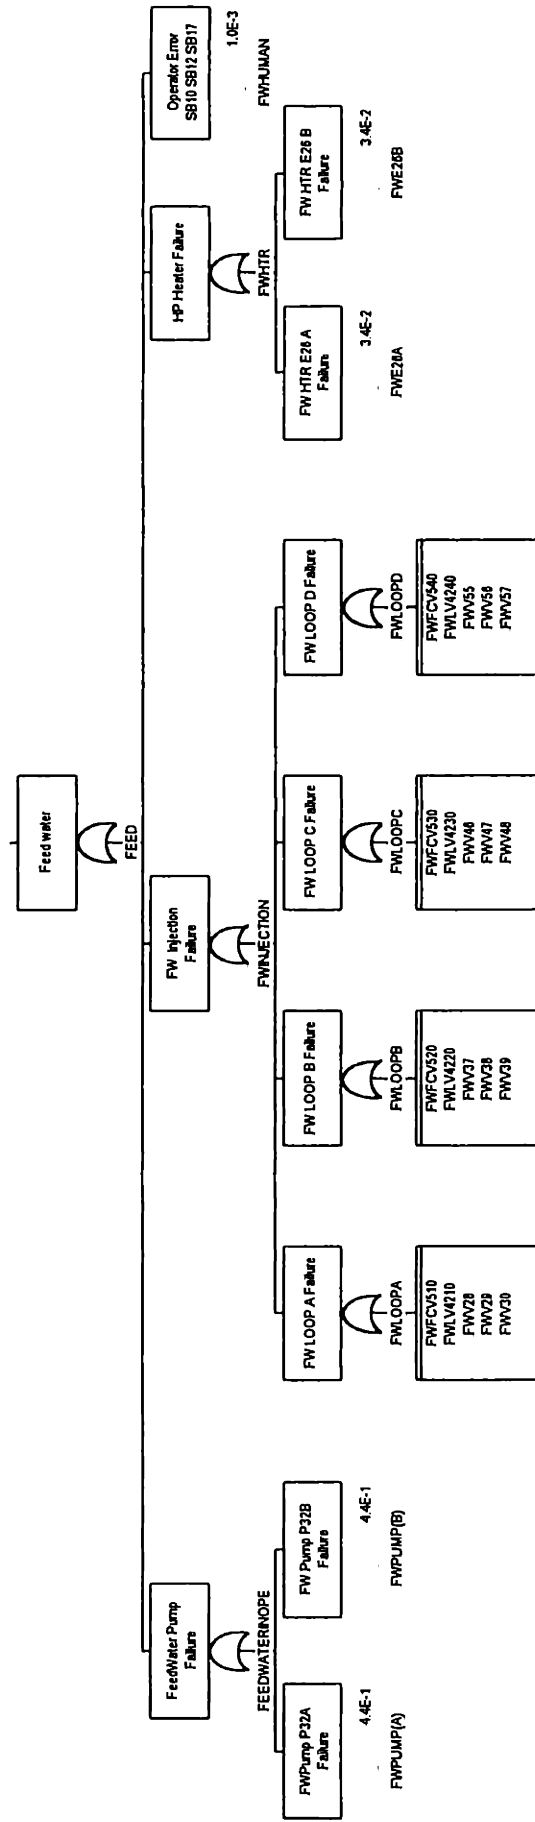 Feed water
FEED
FeedWater Pump
Failure
FEEDWATERINOPE
FWPump P32A
Failure
4.4E-1
FWPUMP(A)
FW Pump P32B
Failure
4.4E-1
FWPUMP(B)
FW Injection
Failure
FWINJECTION
FW LOOP A Failure
FWLOOPA
FWFCV510
FWLV4210
FWV28
FWV29
FWV30
FW LOOP B Failure
FWLOOPB
FWFCV520
FWLV4220
FWV37
FWV38
FWV39
FW LOOP C Failure
FWLOOPC
FWFCV530
FWLV4230
FWV46
FWV47
FWV48
FW LOOP D Failure
FWLOOPD
FWFCV540
FWLV4240
FWV55
FWV56
FWV57
HP Heater Failure
FWHTR
FW HTR E26 A
Failure
3.4E-2
FWE26A
FW HTR E26 B
Failure
3.4E-2
FWE26B
Operator Error
SB10 SB12 SB17
1.0E-3
FWHUMAN